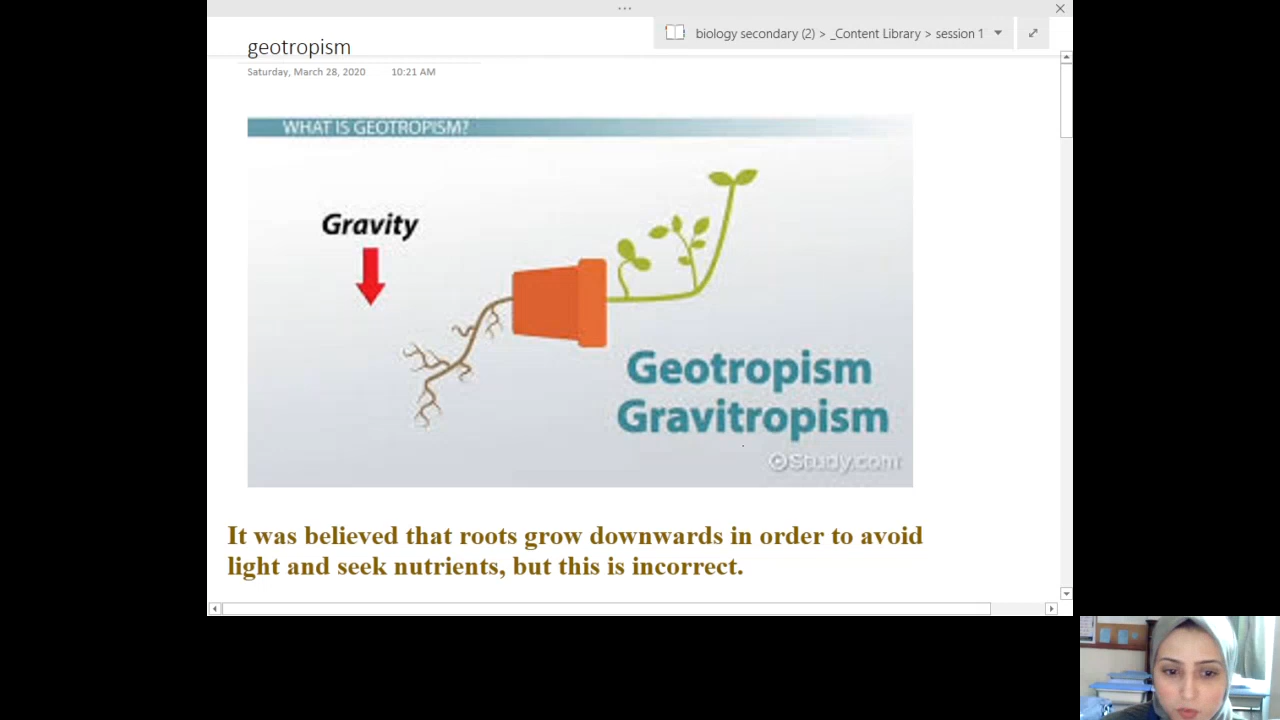 biology secondary (2) > _Content Library > session 1
geotropism
Saturday, March 28, 2020 10:21 AM
WHAT IS GEOTROPISM?
Gravity
Geotropism
Gravitropism
©Study.com
It was believed that roots grow downwards in order to avoid
light and seek nutrients, but this is incorrect.